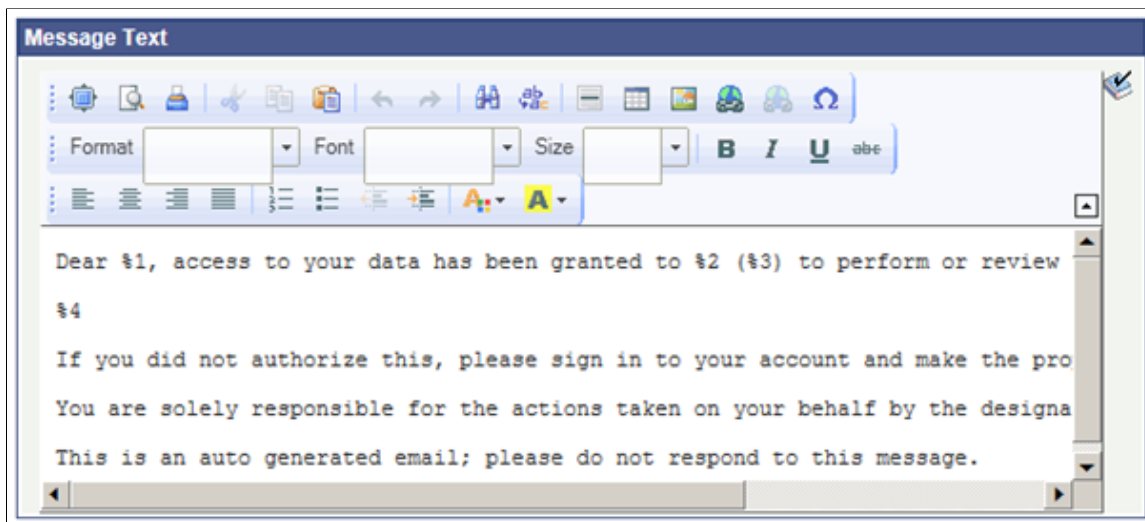 Message Text
Format Font Size B I U abc
A A
Dear %1, access to your data has been granted to %2 (%3) to perform or review
%4
If you did not authorize this, please sign in to your account and make the pro
You are solely responsible for the actions taken on your behalf by the designa
This is an auto generated email; please do not respond to this message.